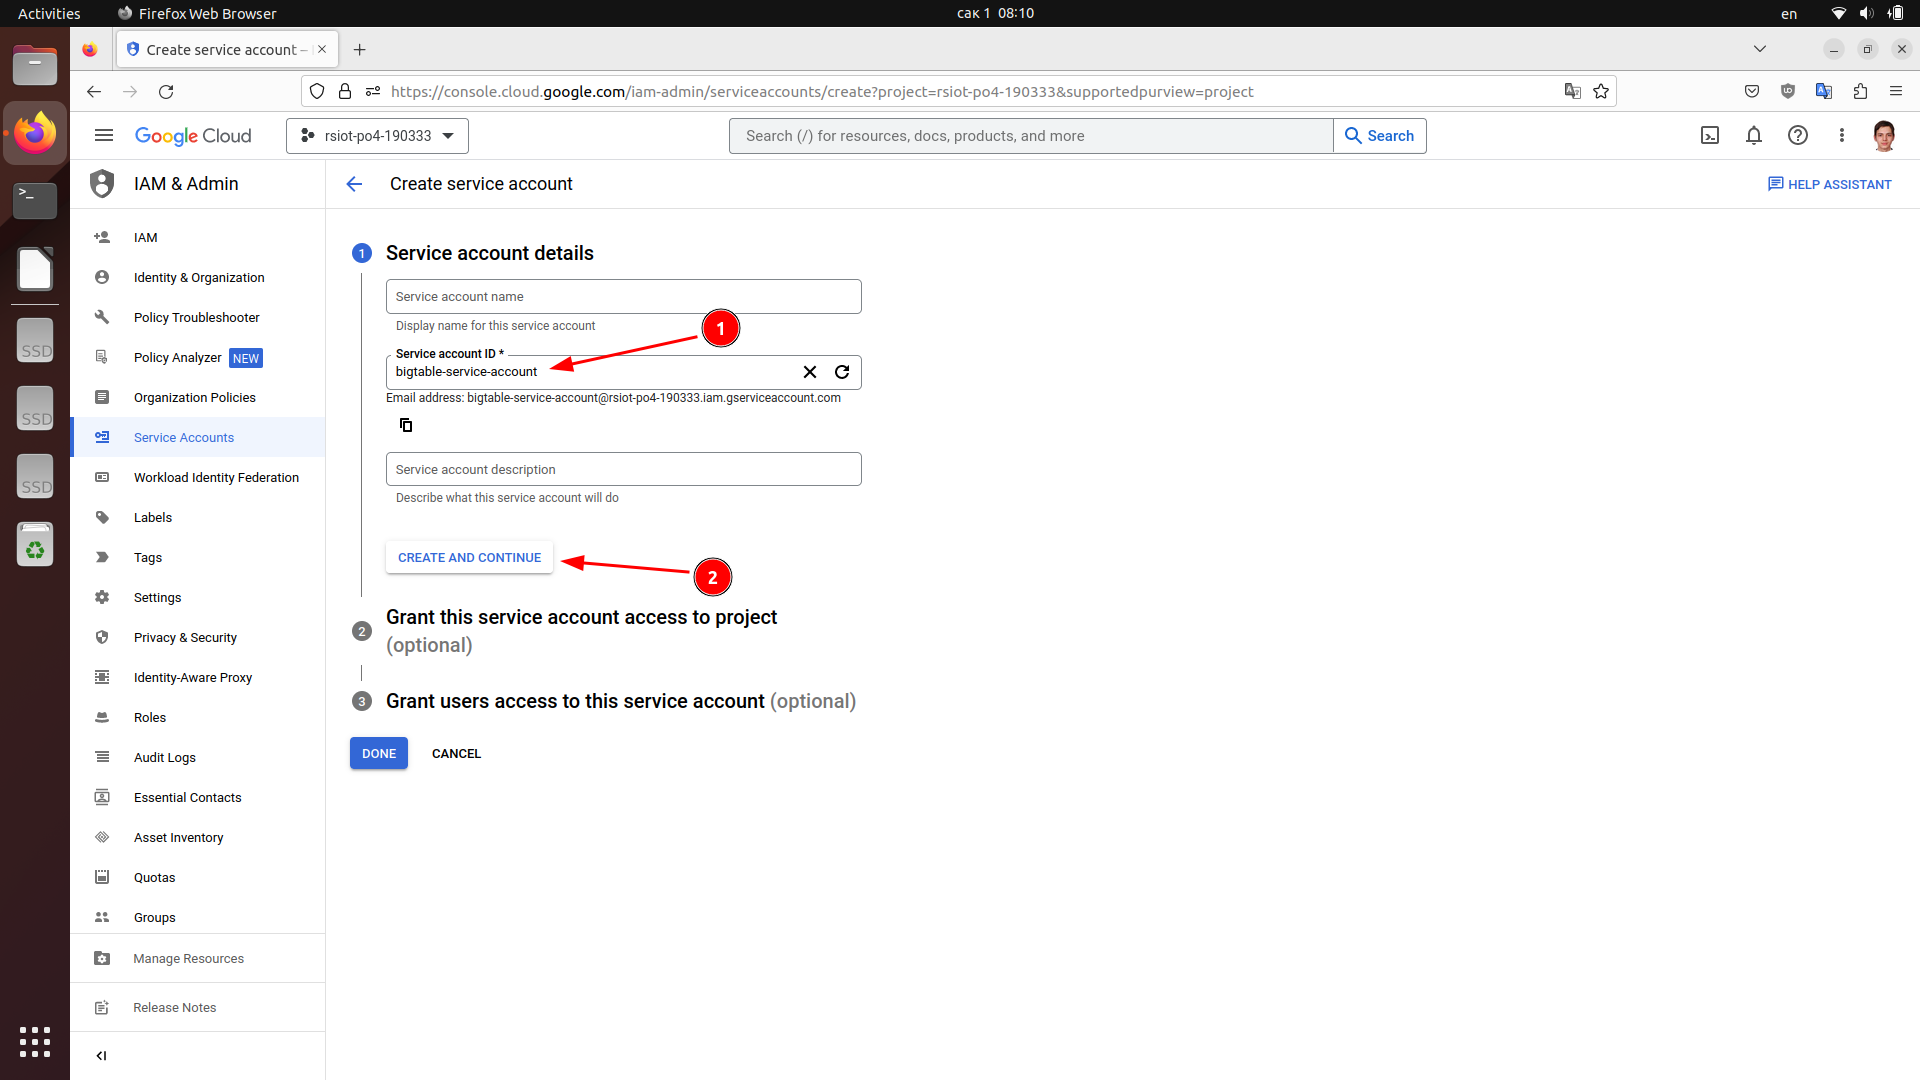 Activities
Firefox Web Browser
сак 1 08:10
en
Create service account –
https://console.cloud.google.com/iam-admin/serviceaccounts/create?project=rsiot-po4-190333&supportedpurview=project
Google Cloud
rsiot-po4-190333
Search (/) for resources, docs, products, and more
Search
IAM & Admin
Create service account
HELP ASSISTANT
IAM
Identity & Organization
Policy Troubleshooter
Policy Analyzer NEW
Organization Policies
Service Accounts
Workload Identity Federation
Labels
Tags
Settings
Privacy & Security
Identity-Aware Proxy
Roles
Audit Logs
Essential Contacts
Asset Inventory
Quotas
Groups
Manage Resources
Release Notes
1 Service account details
Service account name
Display name for this service account
1
Service account ID *
bigtable-service-account
Email address: bigtable-service-account@rsiot-po4-190333.iam.gserviceaccount.com
Service account description
Describe what this service account will do
CREATE AND CONTINUE
2
2 Grant this service account access to project
(optional)
3 Grant users access to this service account (optional)
DONE
CANCEL
SSD
SSD
SSD